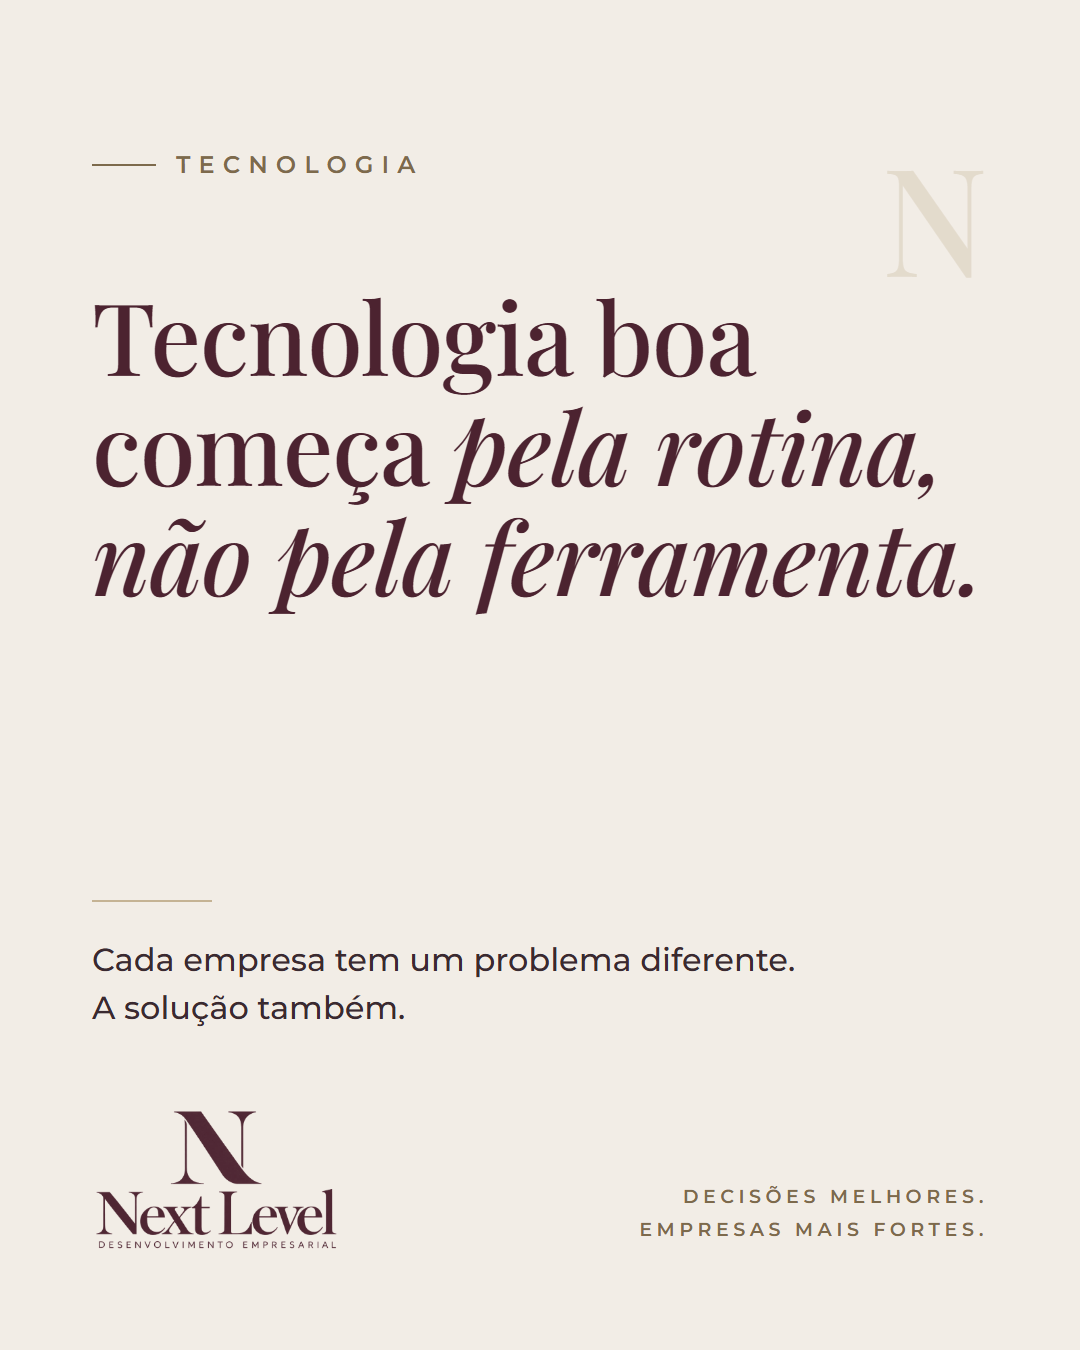 TECNOLOGIA
N
Tecnologia boa
começa pela rotina,
não pela ferramenta.
Cada empresa tem um problema diferente.
A solução também.
N
Next Level
DESENVOLVIMENTO EMPRESARIAL
DECISÕES MELHORES.
EMPRESAS MAIS FORTES.